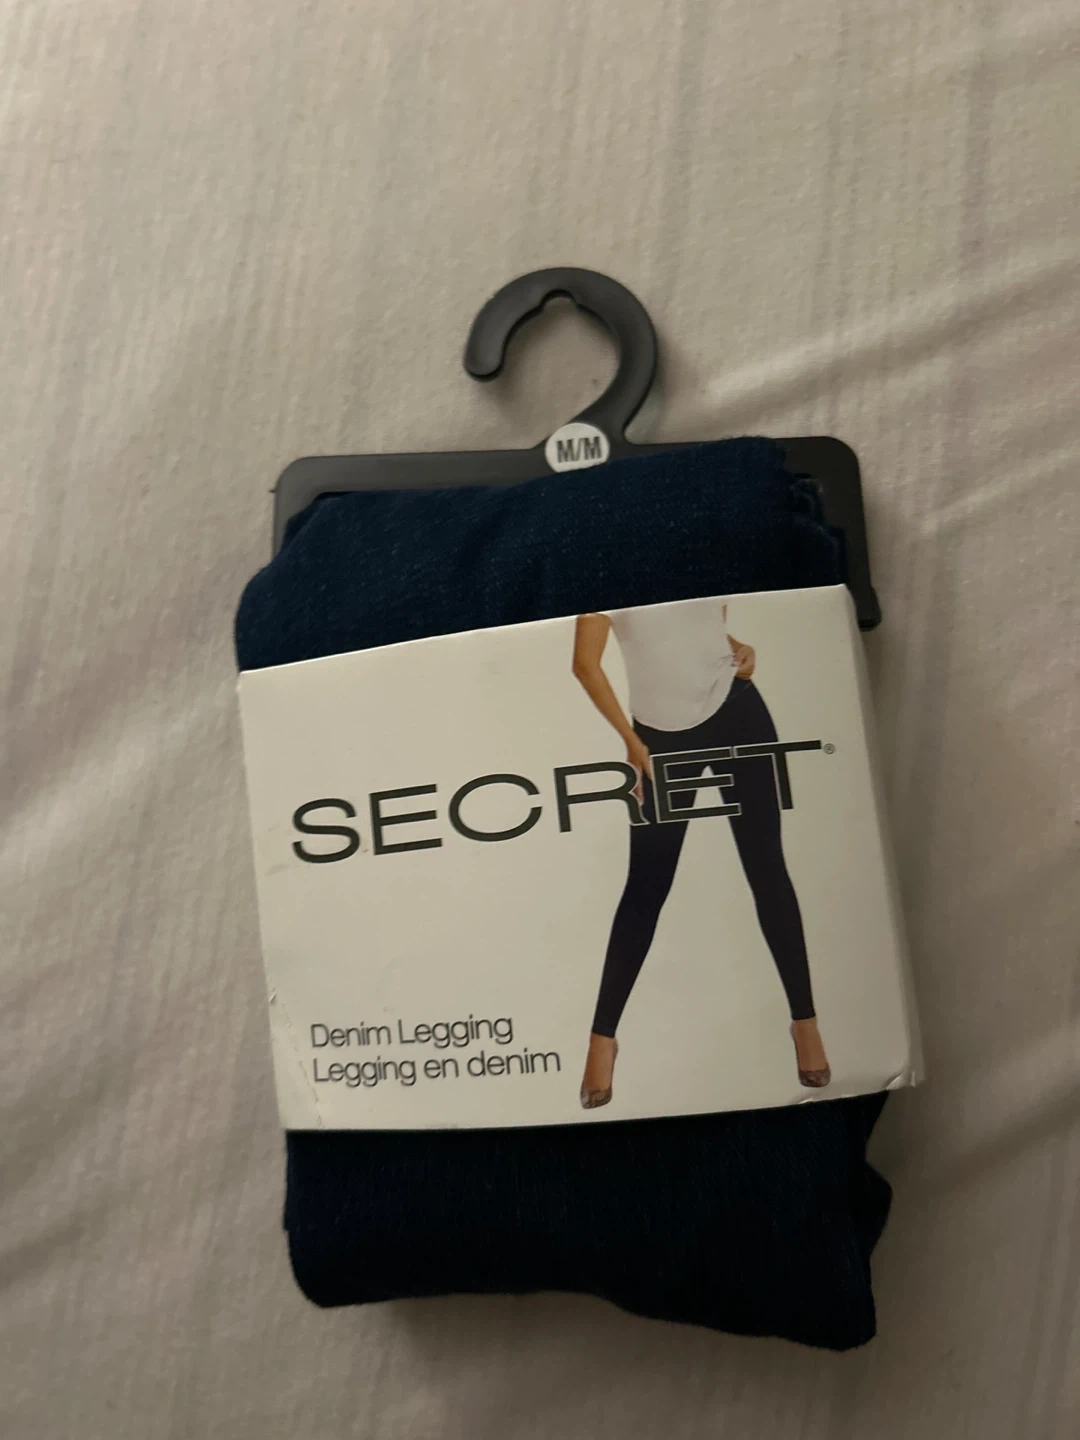 M/M
SECRET®
Denim Legging
Legging en denim